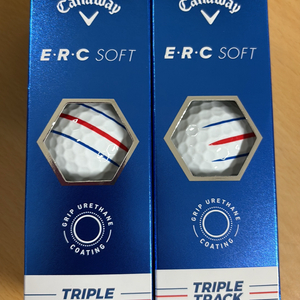 Callaway
E·R·C SOFT
GRIP URETHANE
COATING
TRIPLE
Callaway
E·R·C SOFT
GRIP URETHANE
COATING
TRIPLE
TRACK